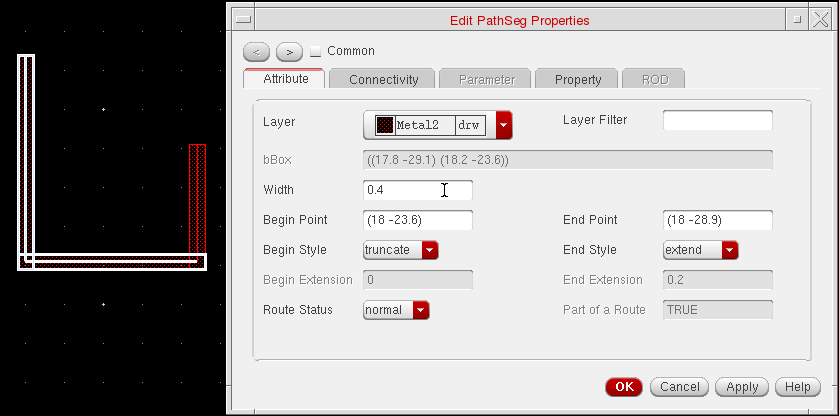 Edit PathSeg Properties
< > Common
Attribute Connectivity Parameter Property ROD
Layer Metal2 drw Layer Filter
bBox ((17.8 -29.1) (18.2 -23.6))
Width 0.4
Begin Point (18 -23.6) End Point (18 -28.9)
Begin Style truncate End Style extend
Begin Extension 0 End Extension 0.2
Route Status normal Part of a Route TRUE
OK Cancel Apply Help